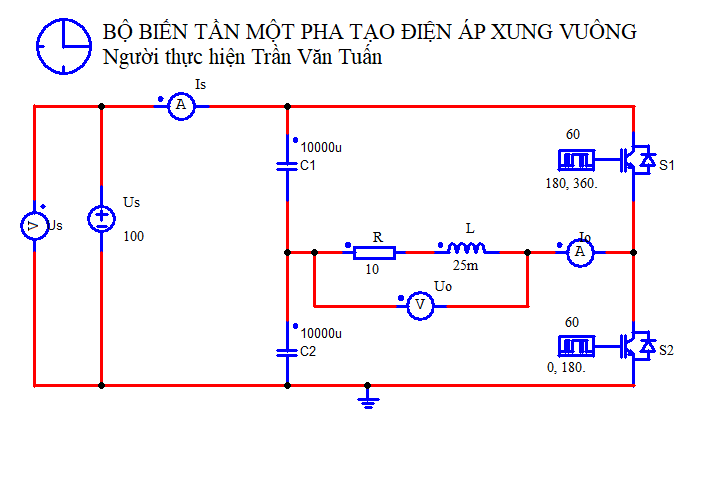 BỘ BIẾN TẦN MỘT PHA TẠO ĐIỆN ÁP XUNG VUÔNG
Người thực hiện Trần Văn Tuấn
Is
A
10000u
C1
60
180, 360.
S1
Us
100
V
Us
R
10
L
25m
Io
A
Uo
V
10000u
C2
60
0, 180.
S2